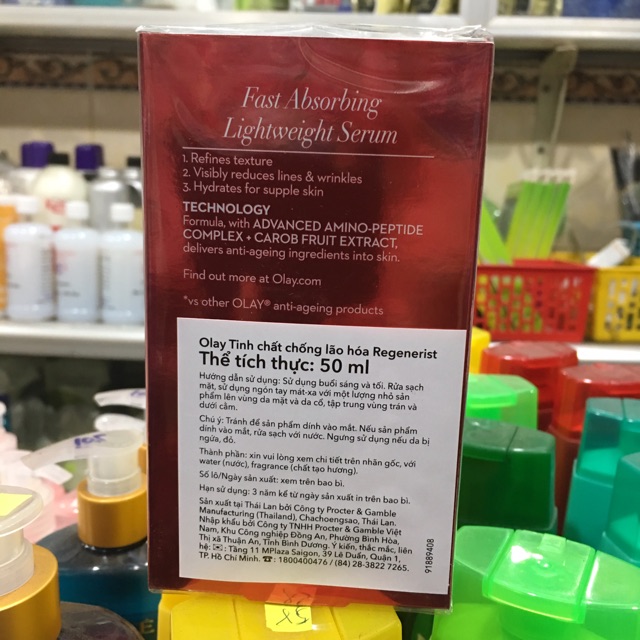 Fast Absorbing
Lightweight Serum
1. Refines texture
2. Visibly reduces lines & wrinkles
3. Hydrates for supple skin
TECHNOLOGY
Formula, with ADVANCED AMINO-PEPTIDE
COMPLEX + CAROB FRUIT EXTRACT,
delivers anti-ageing ingredients into skin.
Find out more at Olay.com
*vs other OLAY® anti-ageing products
Olay Tinh chất chống lão hóa Regenerist
Thể tích thực: 50 ml
Hướng dẫn sử dụng: Sử dụng buổi sáng và tối. Rửa sạch
mặt, sử dụng ngón tay mát-xa với một lượng nhỏ sản
phẩm lên vùng da mặt và da cổ, tập trung vùng trán và
dưới cằm.
Chú ý: Tránh để sản phẩm dính vào mắt. Nếu sản phẩm
dính vào mắt, rửa sạch với nước. Ngưng sử dụng nếu da bị
ngứa, đỏ.
Thành phần: xin vui lòng xem chi tiết trên nhãn gốc, với
water (nước), fragrance (chất tạo hương).
Số lô/Ngày sản xuất: xem trên bao bì.
Hạn sử dụng: 3 năm kể từ ngày sản xuất in trên bao bì.
Sản xuất tại Thái Lan bởi Công ty Procter & Gamble
Manufacturing (Thailand), Chachoengsao, Thái Lan.
Nhập khẩu bởi Công ty TNHH Procter & Gamble Việt
Nam, Khu Công nghiệp Đồng An, Phường Bình Hòa,
Thị xã Thuận An, Tỉnh Bình Dương. Ý kiến, thắc mắc, liên
hệ: Tầng 11 MPlaza Saigon, 39 Lê Duẩn, Quận 1,
TP. Hồ Chí Minh. ☎: 1800400476 / (84) 28-3822 7265.
91889408